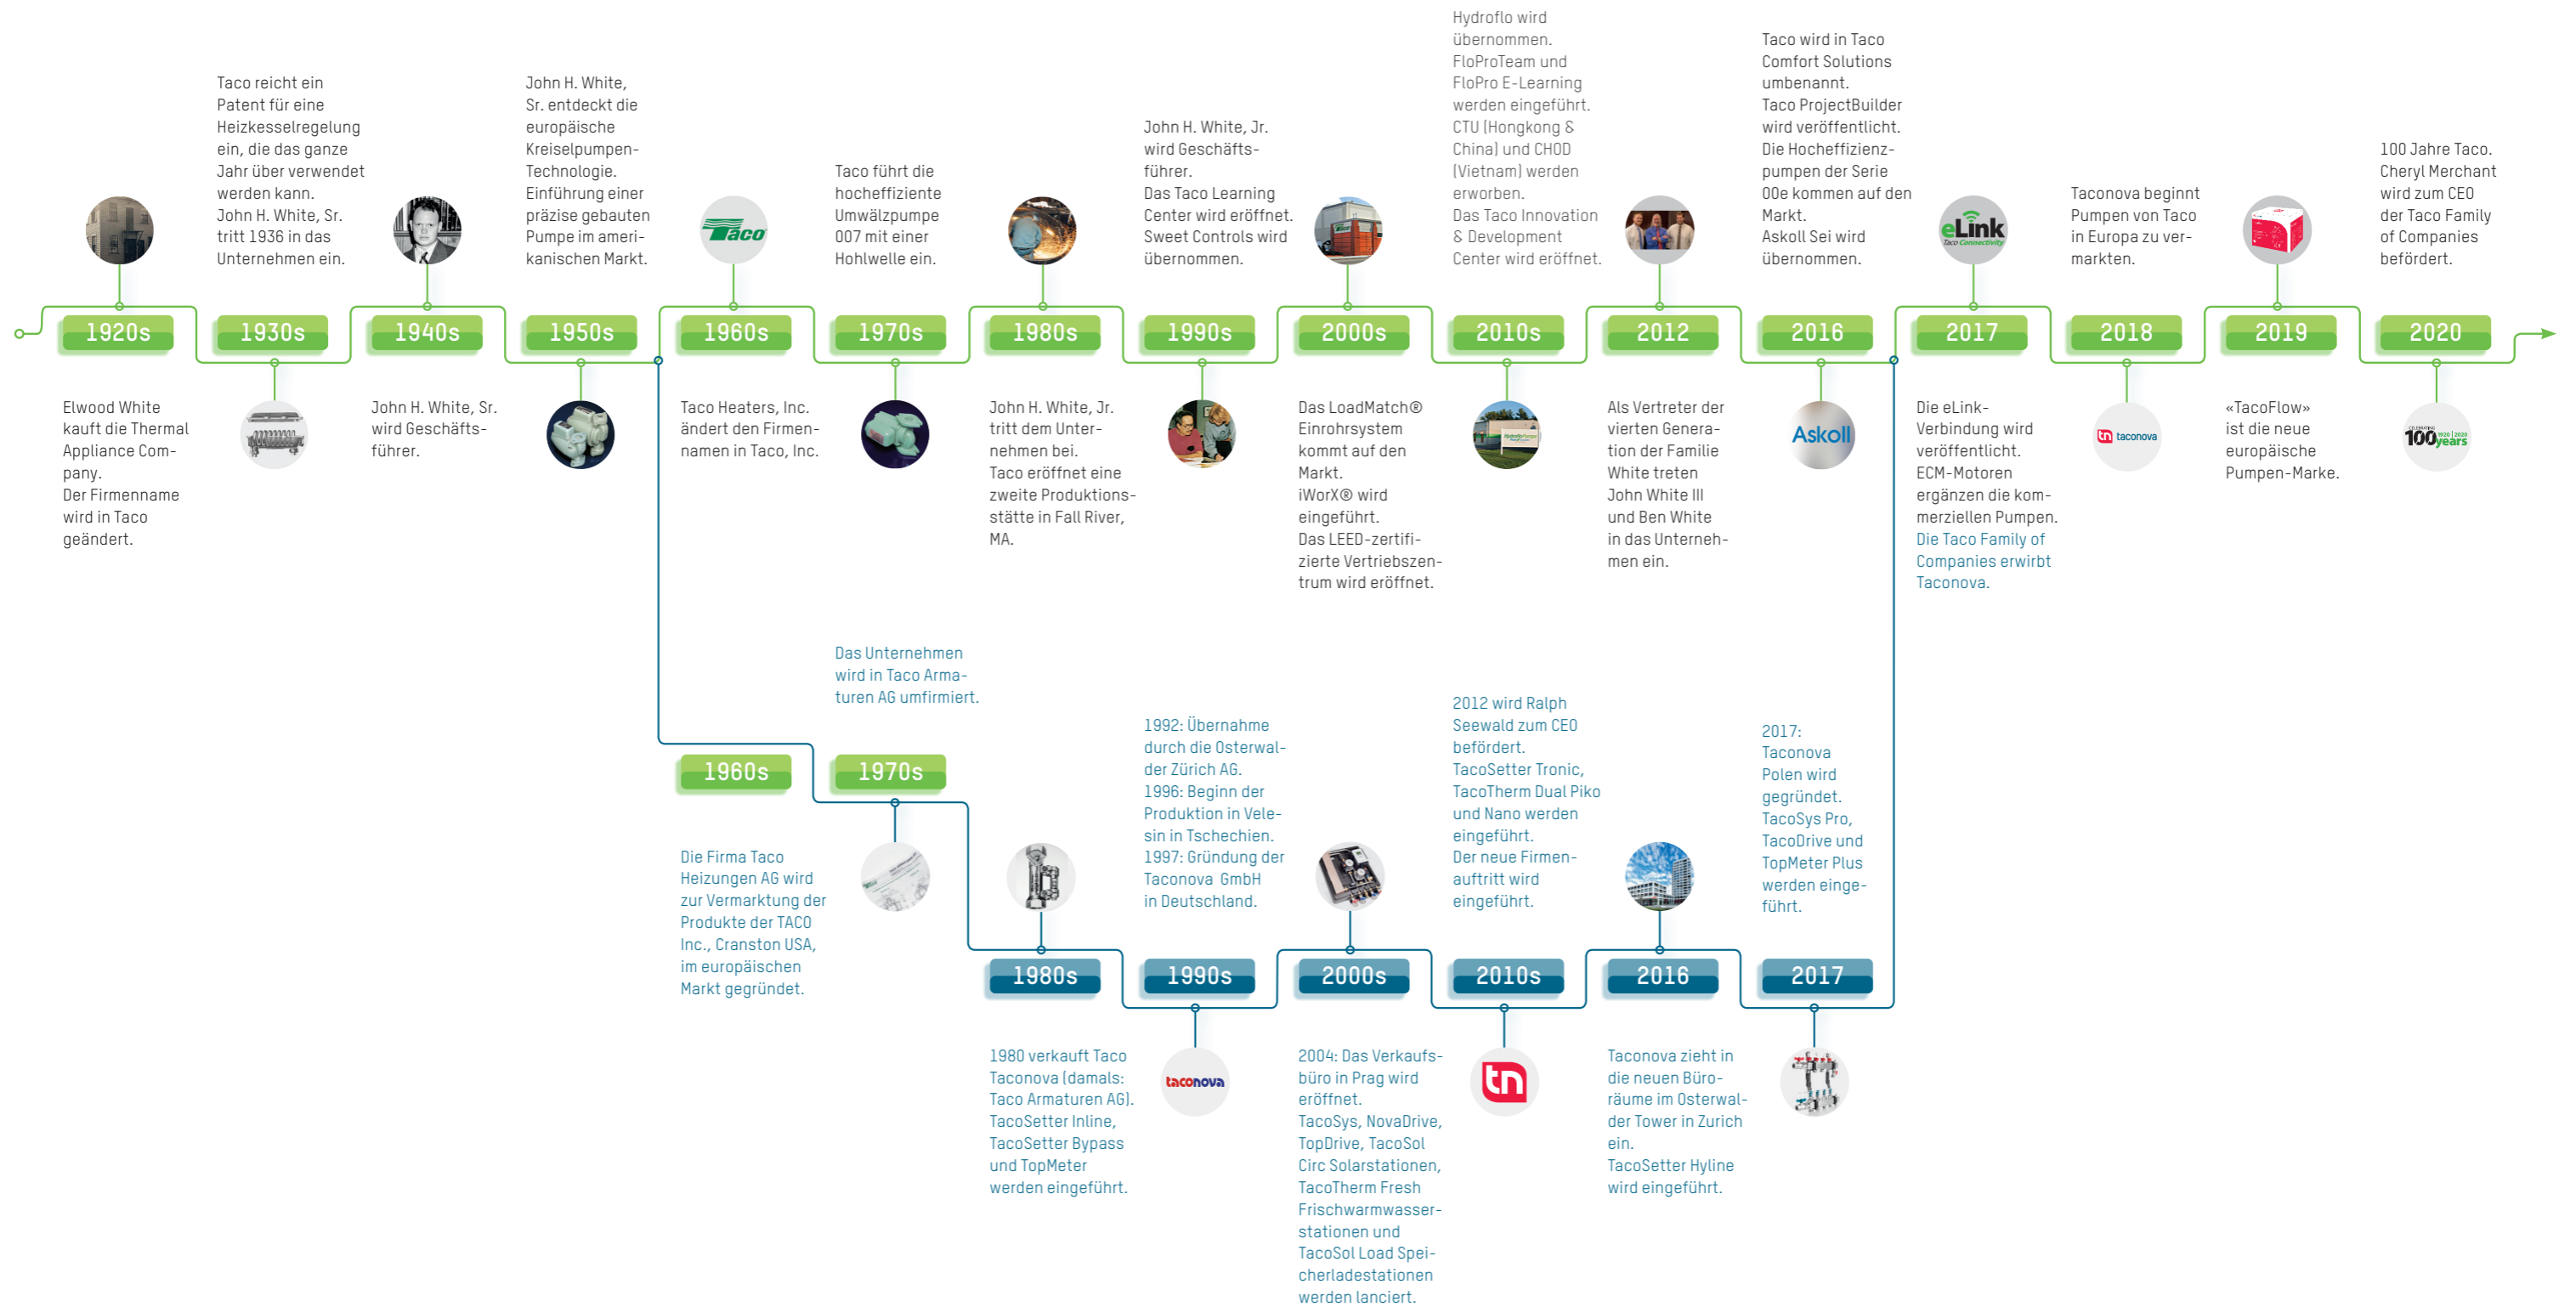 Taco reicht ein
Patent für eine
Heizkesselregelung
ein, die das ganze
Jahr über verwendet
werden kann.
John H. White, Sr.
tritt 1936 in das
Unternehmen ein.
John H. White,
Sr. entdeckt die
europäische
Kreiselpumpen-
Technologie.
Einführung einer
präzise gebauten
Pumpe im ameri-
kanischen Markt.
Taco
Taco führt die
hocheffiziente
Umwälzpumpe
007 mit einer
Hohlwelle ein.
John H. White, Jr.
wird Geschäfts-
führer.
Das Taco Learning
Center wird eröffnet.
Sweet Controls wird
übernommen.
Hydroflo wird
übernommen.
FloProTeam und
FloPro E-Learning
werden eingeführt.
CTU (Hongkong &
China) und CHOD
(Vietnam) werden
erworben.
Das Taco Innovation
& Development
Center wird eröffnet.
Taco wird in Taco
Comfort Solutions
umbenannt.
Taco ProjectBuilder
wird veröffentlicht.
Die Hocheffizienz-
pumpen der Serie
00e kommen auf den
Markt.
Askoll Sei wird
übernommen.
eLink
Taco Connectivity
Taconova beginnt
Pumpen von Taco
in Europa zu ver-
markten.
100 Jahre Taco.
Cheryl Merchant
wird zum CEO
der Taco Family
of Companies
befördert.
1920s
1930s
1940s
1950s
1960s
1970s
1980s
1990s
2000s
2010s
2012
2016
2017
2018
2019
2020
Elwood White
kauft die Thermal
Appliance Com-
pany.
Der Firmenname
wird in Taco
geändert.
John H. White, Sr.
wird Geschäfts-
führer.
Taco Heaters, Inc.
ändert den Firmen-
namen in Taco, Inc.
John H. White, Jr.
tritt dem Unter-
nehmen bei.
Taco eröffnet eine
zweite Produktions-
stätte in Fall River,
MA.
Das LoadMatch®
Einrohrsystem
kommt auf den
Markt.
iWorX® wird
eingeführt.
Das LEED-zertifi-
zierte Vertriebszen-
trum wird eröffnet.
Als Vertreter der
vierten Genera-
tion der Familie
White treten
John White III
und Ben White
in das Unterneh-
men ein.
Askoll
Die eLink-
Verbindung wird
veröffentlicht.
ECM-Motoren
ergänzen die kom-
merziellen Pumpen.
Die Taco Family of
Companies erwirbt
Taconova.
tn taconova
«TacoFlow»
ist die neue
europäische
Pumpen-Marke.
CELEBRATING
100 1920 | 2020
years
Das Unternehmen
wird in Taco Arma-
turen AG umfirmiert.
1992: Übernahme
durch die Osterwal-
der Zürich AG.
1996: Beginn der
Produktion in Vele-
sin in Tschechien.
1997: Gründung der
Taconova GmbH
in Deutschland.
2012 wird Ralph
Seewald zum CEO
befördert.
TacoSetter Tronic,
TacoTherm Dual Piko
und Nano werden
eingeführt.
Der neue Firmen-
auftritt wird
eingeführt.
2017:
Taconova
Polen wird
gegründet.
TacoSys Pro,
TacoDrive und
TopMeter Plus
werden einge-
führt.
1960s
1970s
Die Firma Taco
Heizungen AG wird
zur Vermarktung der
Produkte der TACO
Inc., Cranston USA,
im europäischen
Markt gegründet.
1980s
1990s
2000s
2010s
2016
2017
1980 verkauft Taco
Taconova (damals:
Taco Armaturen AG).
TacoSetter Inline,
TacoSetter Bypass
und TopMeter
werden eingeführt.
taconova
2004: Das Verkaufs-
büro in Prag wird
eröffnet.
TacoSys, NovaDrive,
TopDrive, TacoSol
Circ Solarstationen,
TacoTherm Fresh
Frischwarmwasser-
stationen und
TacoSol Load Spei-
cherladestationen
werden lanciert.
tn
Taconova zieht in
die neuen Büro-
räume im Osterwal-
der Tower in Zurich
ein.
TacoSetter Hyline
wird eingeführt.